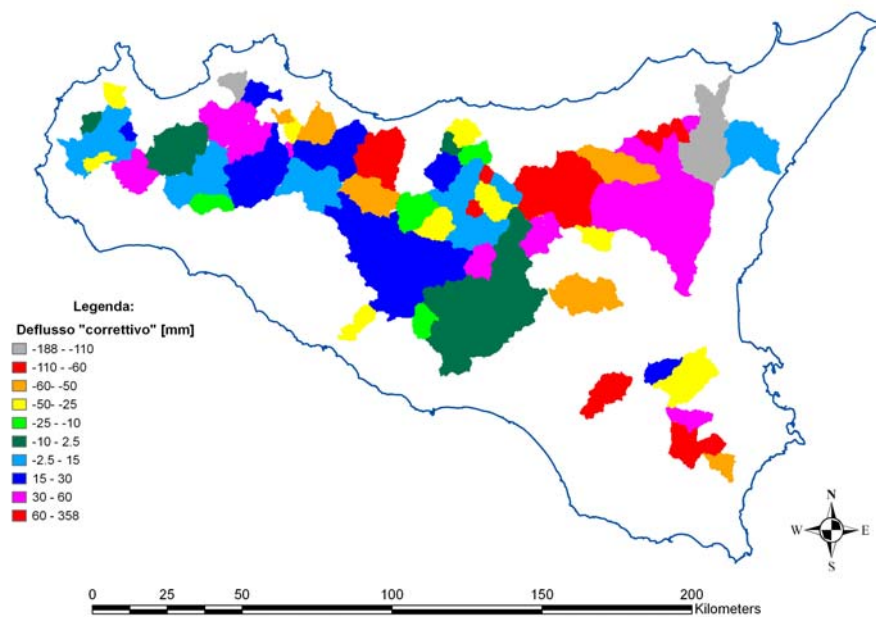 Legenda:
Deflusso "correttivo" [mm]
-188 - -110
-110 - -60
-60- -50
-50- -25
-25 - -10
-10 - 2.5
-2.5 - 15
15 - 30
30 - 60
60 - 358
N
W E
S
0 50 100 150 200
Kilometers